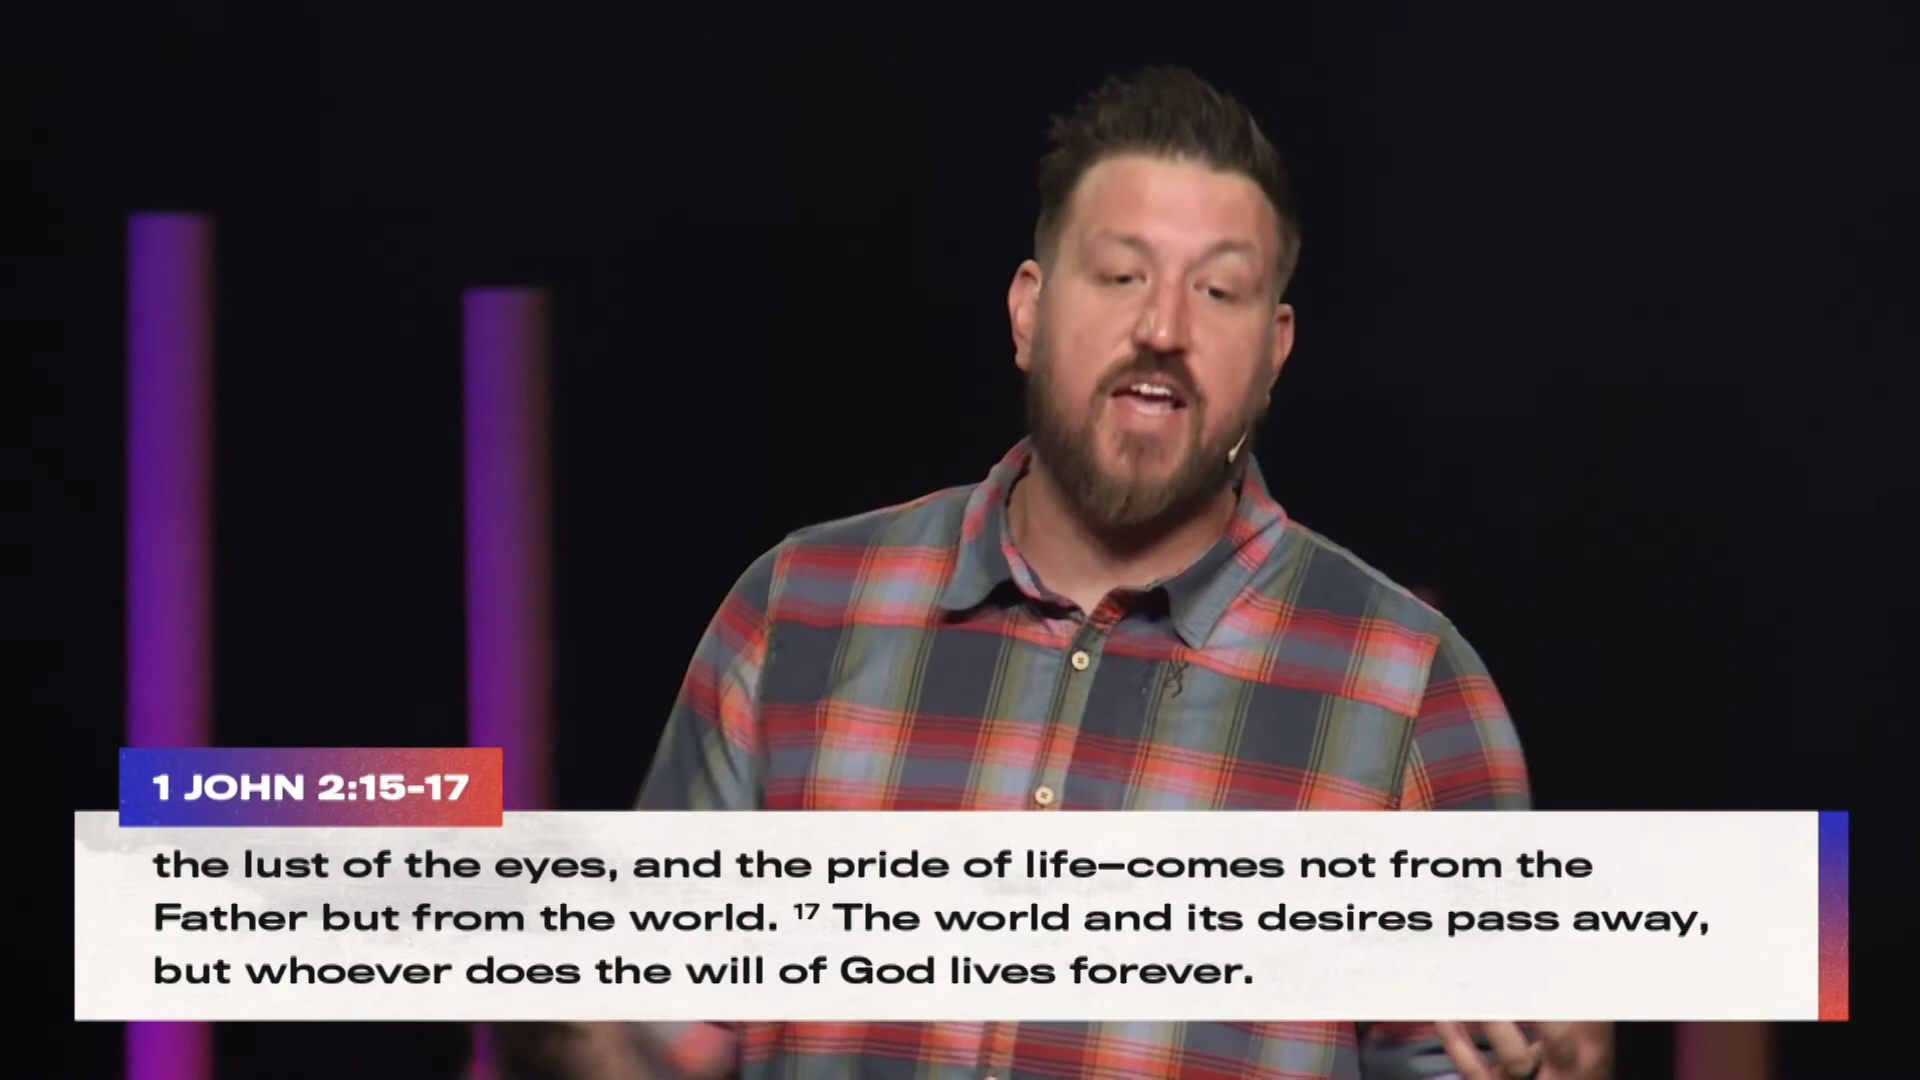 1 JOHN 2:15-17
the lust of the eyes, and the pride of life—comes not from the
Father but from the world. ¹⁷ The world and its desires pass away,
but whoever does the will of God lives forever.